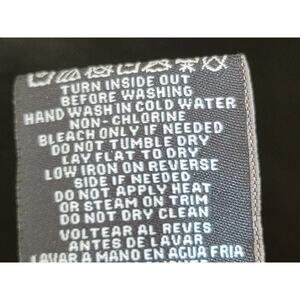 TURN INSIDE OUT
BEFORE WASHING
HAND WASH IN COLD WATER
NON-CHLORINE
BLEACH ONLY IF NEEDED
DO NOT TUMBLE DRY
LAY FLAT TO DRY
LOW IRON ON REVERSE
SIDE IF NEEDED
DO NOT APPLY HEAT
OR STEAM ON TRIM
DO NOT DRY CLEAN
VOLTEAR AL REVES
ANTES DE LAVAR
LAVAR A MANO EN AGUA FRIA